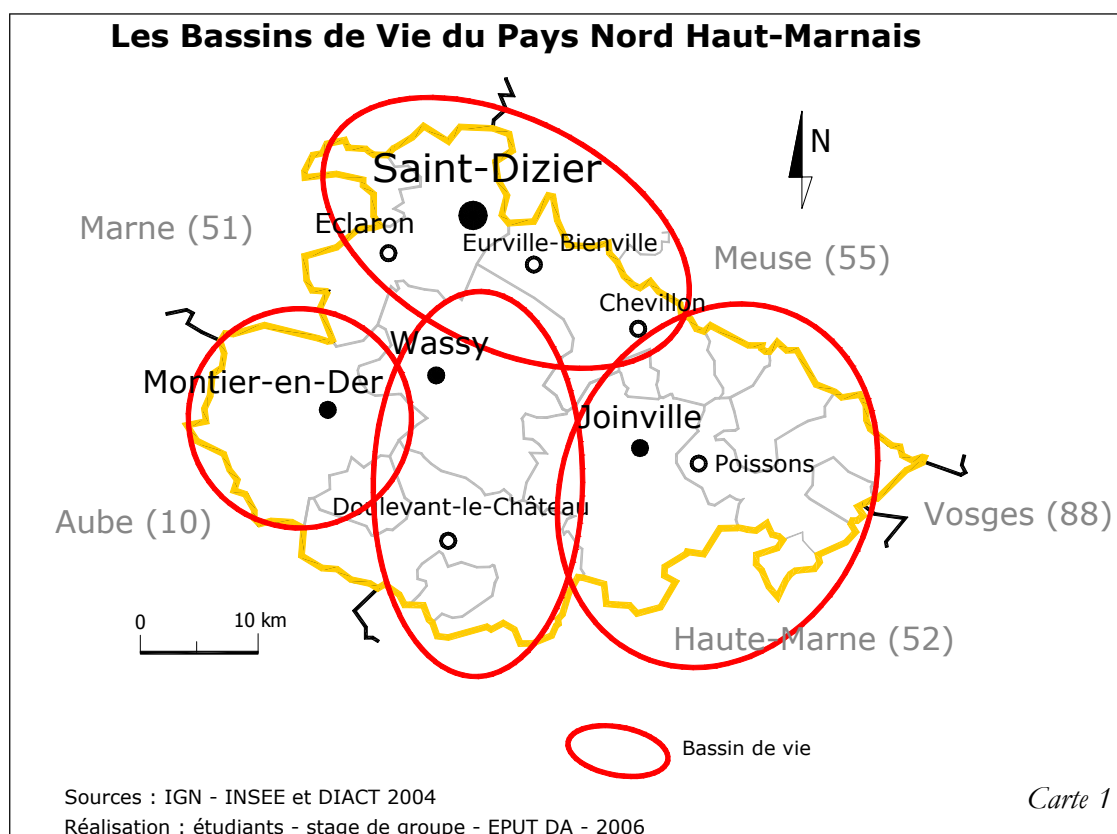 Les Bassins de Vie du Pays Nord Haut-Marnais
N
Saint-Dizier
Marne (51)
Eclaron
Eurville-Bienville
Meuse (55)
Chevillon
Wassy
Montier-en-Der
Joinville
Poissons
Doulevant-le-Château
Aube (10)
Vosges (88)
0 10 km
Haute-Marne (52)
Bassin de vie
Sources : IGN - INSEE et DIACT 2004
Carte 1
Réalisation : étudiants - stage de groupe - EPUT DA - 2006